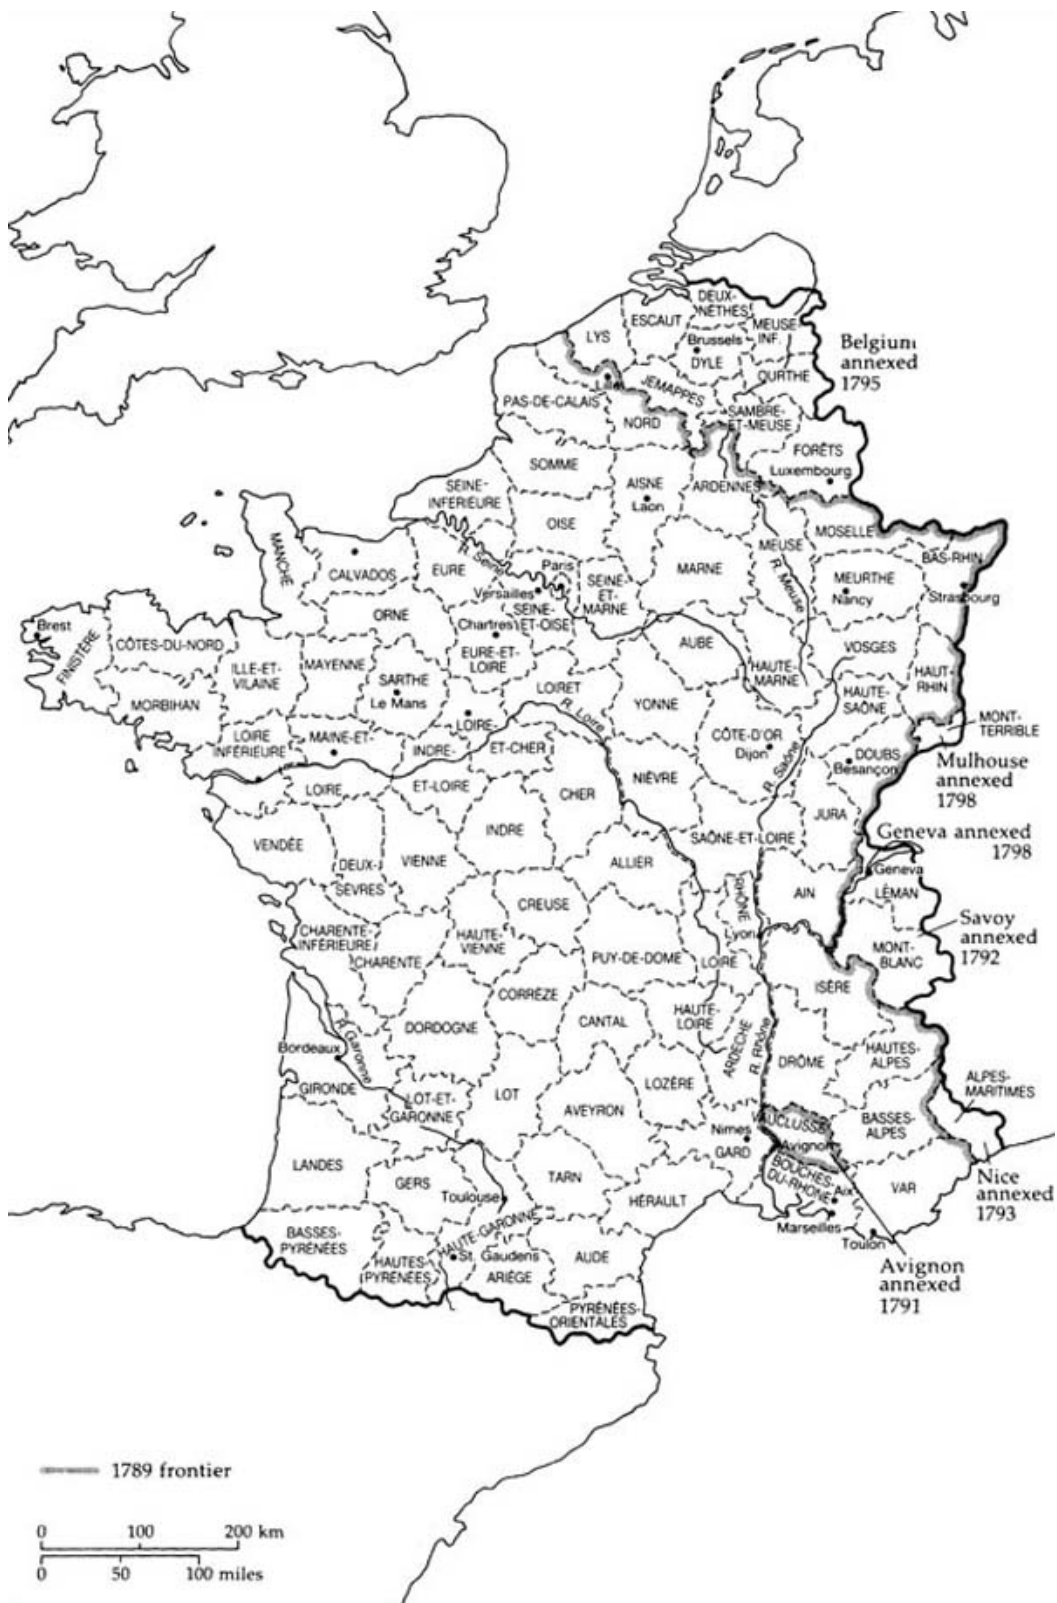 DEUX-
NÈTHES
ESCAUT
MEUSE-
INF.
LYS
Brussels
DYLE
Belgium
annexed
1795
OURTHE
JEMAPPES
PAS-DE-CALAIS
NORD
SAMBRE-
ET-MEUSE
FORÊTS
Luxembourg
SOMME
SEINE-
INFERIEURE
AISNE
Laon
ARDENNES
OISE
MOSELLE
MANCHE
MEUSE
BAS-RHIN
CALVADOS
EURE
R. Seine
Paris
Versailles
SEINE-
ET-
MARNE
MARNE
R. Meuse
MEURTHE
Nancy
Strasbourg
ORNE
SEINE-
ET-OISE
Chartres
Brest
FINISTÈRE
CÔTES-DU-NORD
ILLE-ET-
VILAINE
MAYENNE
SARTHE
Le Mans
EURE-ET-
LOIRE
AUBE
HAUTE-
MARNE
VOSGES
HAUT-
RHIN
MORBIHAN
LOIRET
YONNE
HAUTE-
SAÔNE
LOIRE
INFÉRIEURE
MAINE-ET-
LOIRE
LOIRE-
ET-CHER
R. Loire
CÔTE-D'OR
Dijon
R. Saône
MONT-
TERRIBLE
DOUBS
Besançon
Mulhouse
annexed
1798
INDRE-
ET-LOIRE
CHER
NIÈVRE
JURA
VENDÉE
DEUX-
SÈVRES
VIENNE
INDRE
SAÔNE-ET-LOIRE
Geneva annexed
1798
ALLIER
Geneva
LÉMAN
AIN
RHÔNE
Lyon
CREUSE
CHARENTE-
INFÉRIEURE
HAUTE-
VIENNE
Savoy
annexed
1792
CHARENTE
PUY-DE-DOME
LOIRE
MONT-
BLANC
ISÈRE
CORRÈZE
R. Garonne
DORDOGNE
CANTAL
HAUTE-
LOIRE
ARDÈCHE
R. Rhône
Bordeaux
DRÔME
HAUTES-
ALPES
GIRONDE
LOT-ET-
GARONNE
LOT
LOZÈRE
ALPES-
MARITIMES
AVEYRON
VAUCLUSSE
BASSES-
ALPES
Nimes
GARD
Avignon
LANDES
GERS
Toulouse
TARN
HÉRAULT
BOUCHES-
DU-RHONE
Aix
VAR
Nice
annexed
1793
Marseilles
Toulon
BASSES-
PYRÉNÉES
HAUTES-
PYRÉNÉES
HAUTE-GARONNE
St. Gaudens
ARIÈGE
AUDE
Avignon
annexed
1791
PYRÉNÉES-
ORIENTALES
1789 frontier
0 100 200 km
0 50 100 miles